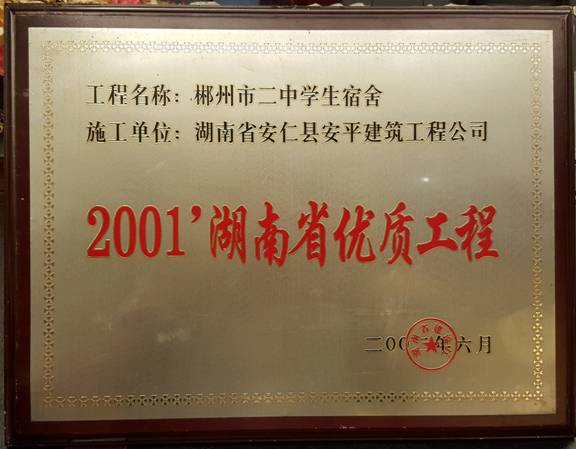 工程名称：郴州市二中学生宿舍
施工单位：湖南省安仁县安平建筑工程公司
2001'湖南省优质工程
二00 年六月